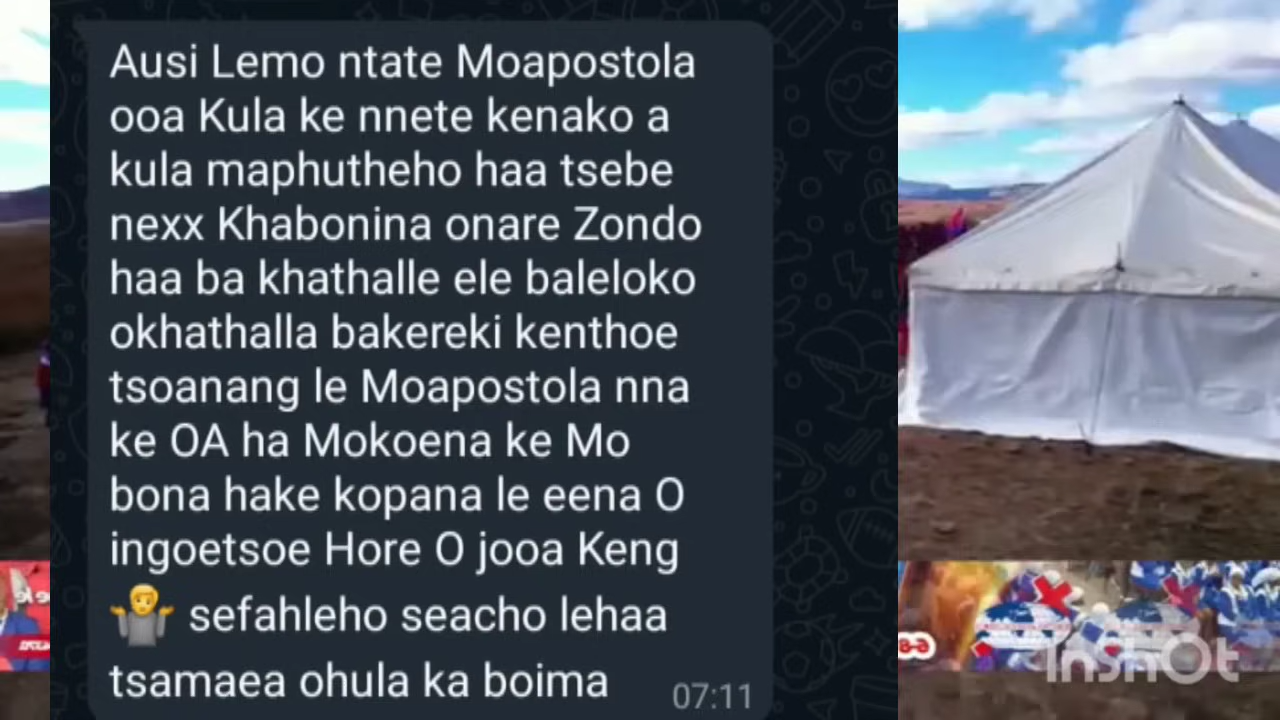 Ausi Lemo ntate Moapostola
ooa Kula ke nnete kenako a
kula maphutheho haa tsebe
nexx Khabonina onare Zondo
haa ba khathalle ele baleloko
okhathalla bakereki kenthoe
tsoanang le Moapostola nna
ke OA ha Mokoena ke Mo
bona hake kopana le eena O
ingoetsoe Hore O jooa Keng
🤷 sefahleho seacho lehaa
tsamaea ohula ka boima
07:11
InShOt